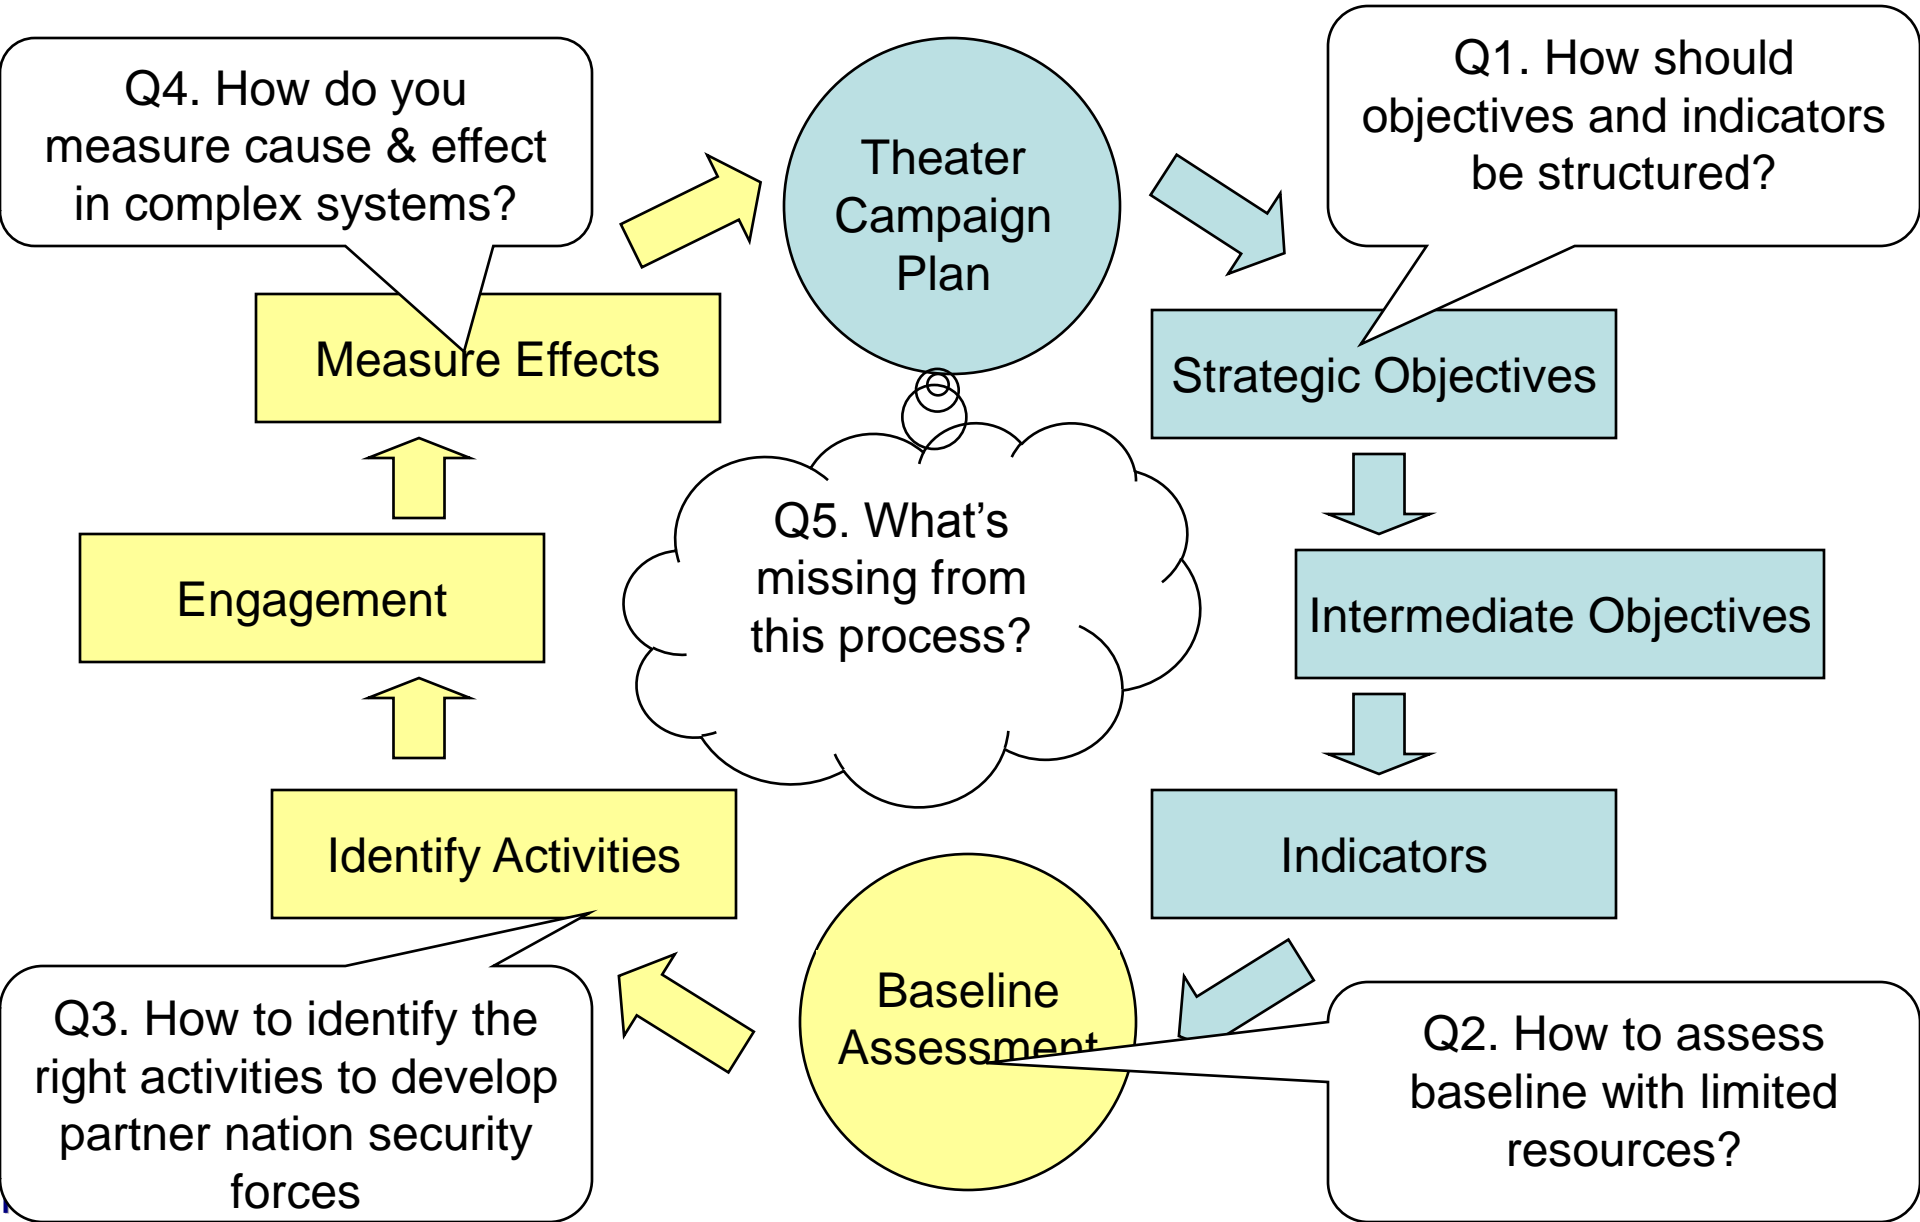 Q4. How do you
measure cause & effect
in complex systems?
Theater
Campaign
Plan
Q1. How should
objectives and indicators
be structured?
Measure Effects
Strategic Objectives
Q5. What's
missing from
this process?
Engagement
Intermediate Objectives
Identify Activities
Indicators
Baseline
Assessment
Q3. How to identify the
right activities to develop
partner nation security
forces
Q2. How to assess
baseline with limited
resources?